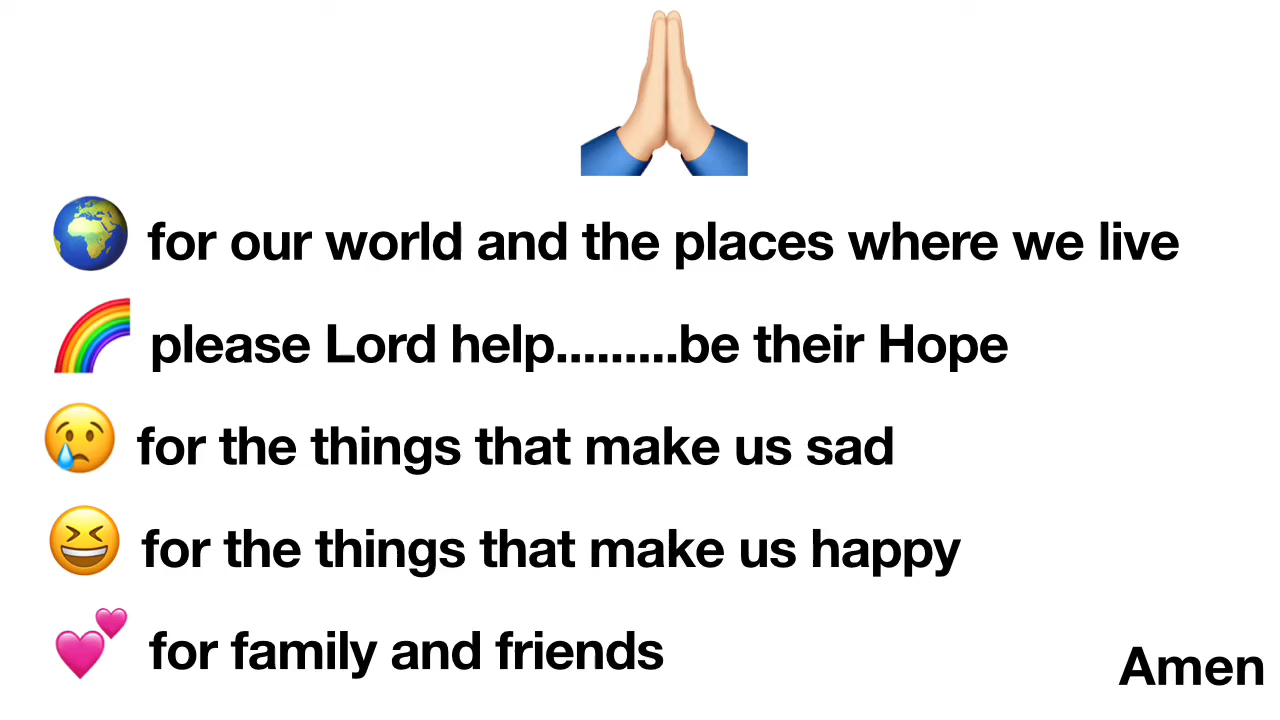 for our world and the places where we live
please Lord help.........be their Hope
for the things that make us sad
for the things that make us happy
for family and friends
Amen